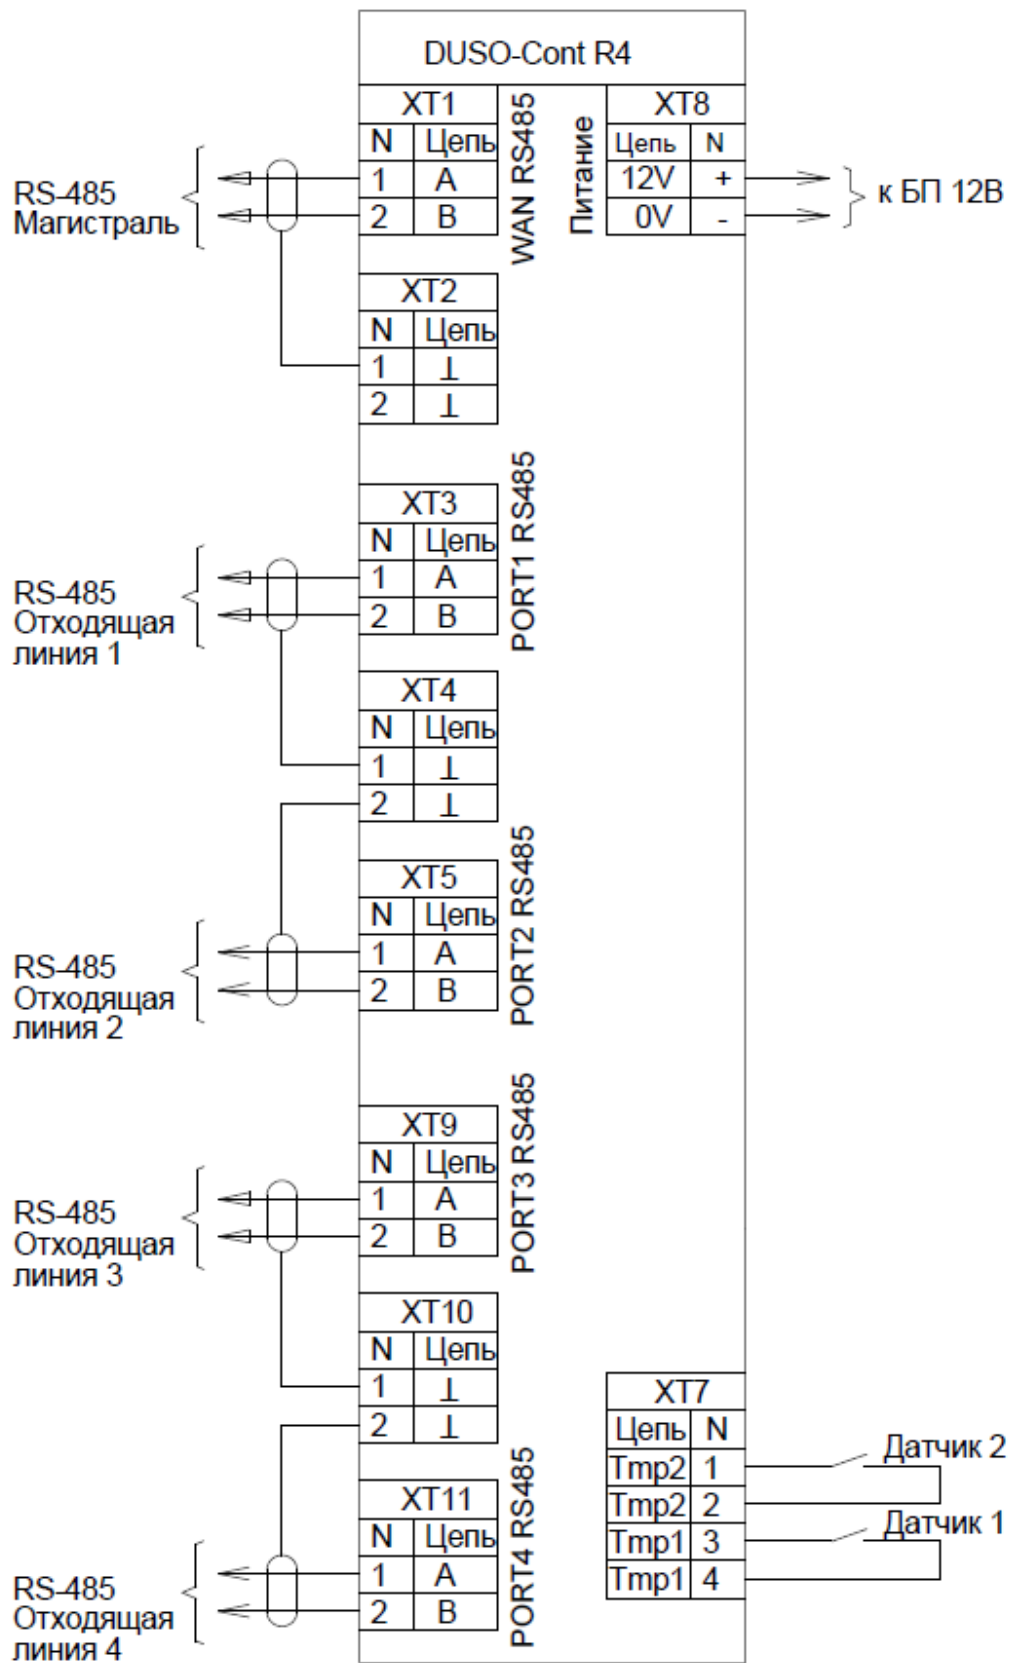 DUSO-Cont R4
XT1
N Цепь
1 A
2 B
WAN RS485
RS-485
Магистраль
Питание
XT8
Цепь N
12V +
0V -
к БП 12В
XT2
N Цепь
1 ⊥
2 ⊥
XT3
N Цепь
1 A
2 B
PORT1 RS485
RS-485
Отходящая
линия 1
XT4
N Цепь
1 ⊥
2 ⊥
XT5
N Цепь
1 A
2 B
PORT2 RS485
RS-485
Отходящая
линия 2
XT9
N Цепь
1 A
2 B
PORT3 RS485
RS-485
Отходящая
линия 3
XT10
N Цепь
1 ⊥
2 ⊥
XT7
Цепь N
Tmp2 1
Tmp2 2
Tmp1 3
Tmp1 4
Датчик 2
Датчик 1
XT11
N Цепь
1 A
2 B
PORT4 RS485
RS-485
Отходящая
линия 4